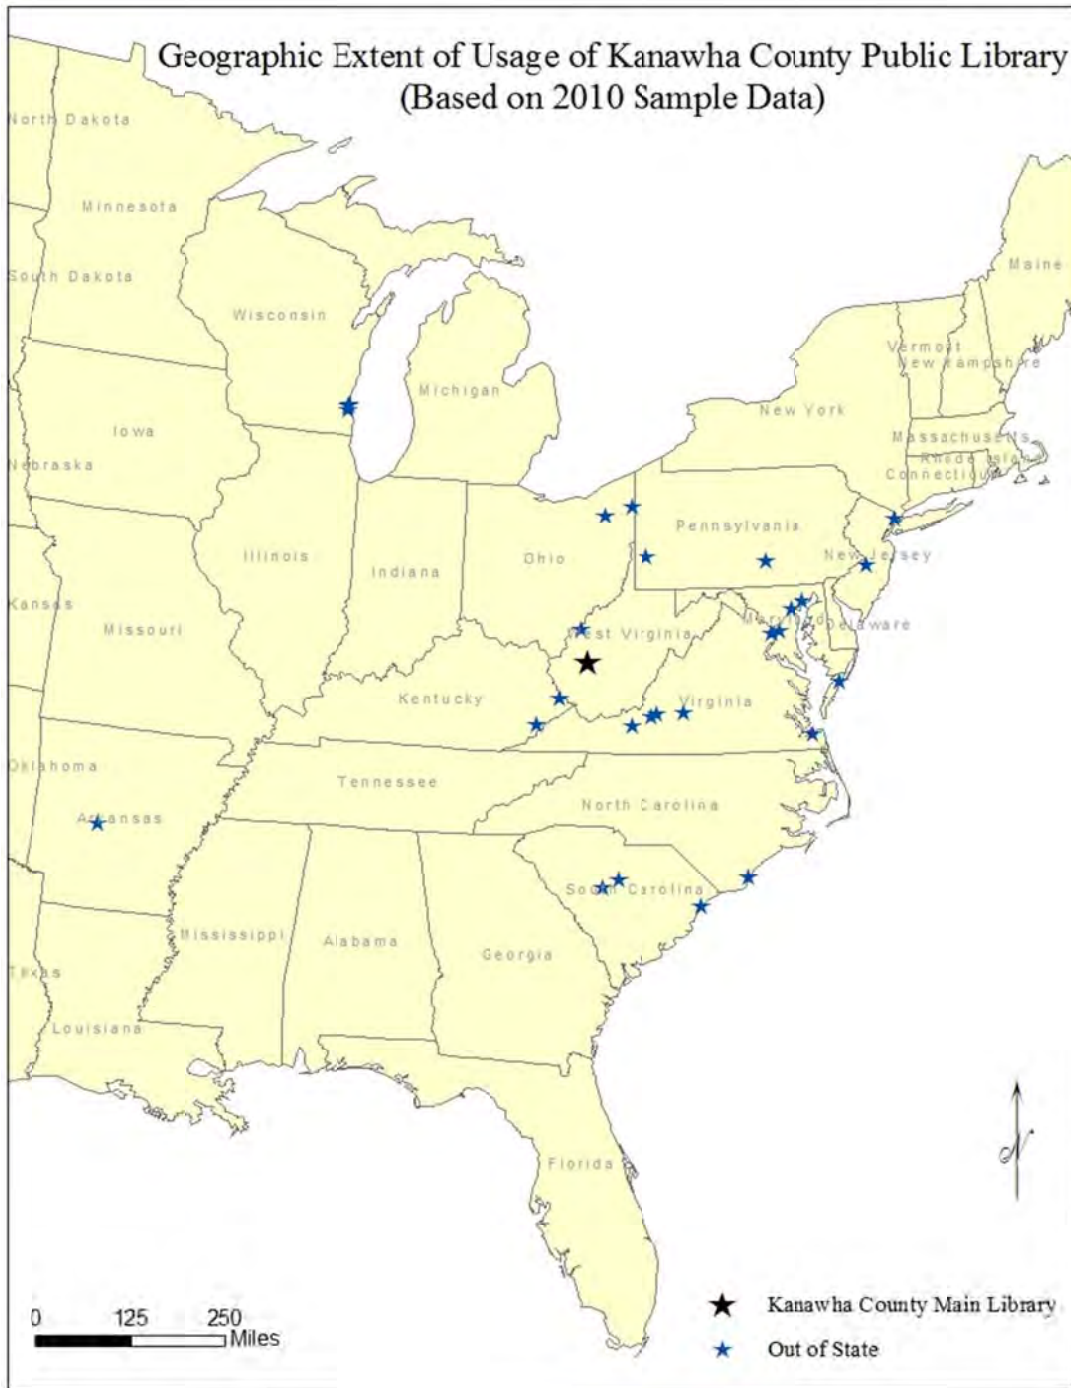 Geographic Extent of Usage of Kanawha County Public Library
(Based on 2010 Sample Data)
North Dakota
Minnesota
South Dakota
Wisconsin
Michigan
Maine
Vermont
New Hampshire
New York
Massachusetts
Rhode Island
Connecticut
Iowa
Nebraska
Illinois
Indiana
Ohio
Pennsylvania
New Jersey
Kansas
Missouri
West Virginia
Maryland
Delaware
Kentucky
Virginia
Oklahoma
Tennessee
North Carolina
Arkansas
South Carolina
Mississippi
Alabama
Georgia
Texas
Louisiana
Florida
N
0 125 250
Miles
Kanawha County Main Library
Out of State